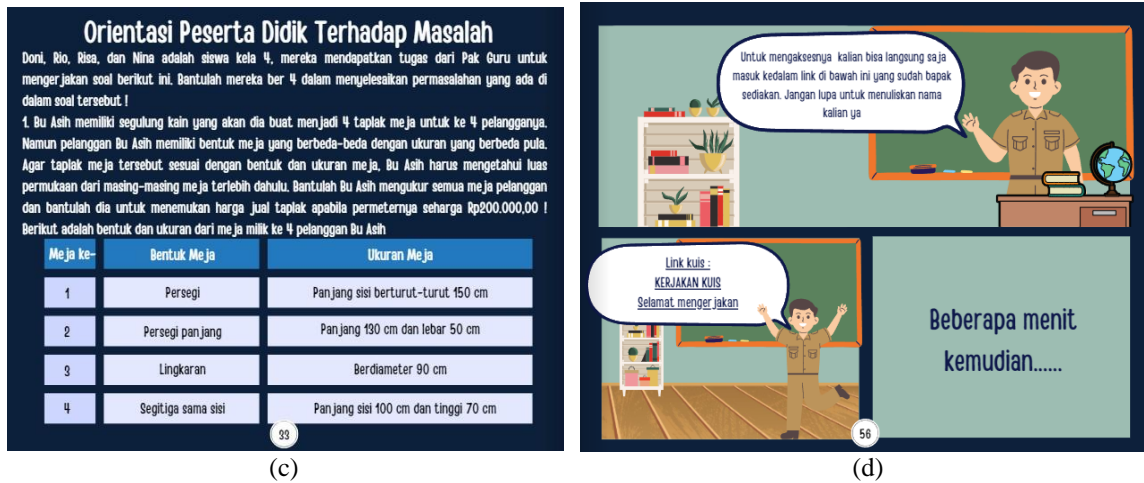 Orientasi Peserta Didik Terhadap Masalah
Doni, Rio, Risa, dan Nina adalah siswa kela 4, mereka mendapatkan tugas dari Pak Guru untuk
mengerjakan soal berikut ini. Bantulah mereka ber 4 dalam menyelesaikan permasalahan yang ada di
dalam soal tersebut !
1. Bu Asih memiliki segulung kain yang akan dia buat menjadi 4 taplak meja untuk ke 4 pelangganya.
Namun pelanggan Bu Asih memiliki bentuk meja yang berbeda-beda dengan ukuran yang berbeda pula.
Agar taplak meja tersebut sesuai dengan bentuk dan ukuran meja, Bu Asih harus mengetahui luas
permukaan dari masing-masing meja terlebih dahulu. Bantulah Bu Asih mengukur semua meja pelanggan
dan bantulah dia untuk menemukan harga jual taplak apabila permeternya seharga Rp200.000,00 !
Berikut adalah bentuk dan ukuran dari meja milik ke 4 pelanggan Bu Asih
Meja ke- Bentuk Meja Ukuran Meja
1 Persegi Panjang sisi berturut-turut 150 cm
2 Persegi panjang Panjang 130 cm dan lebar 50 cm
3 Lingkaran Berdiameter 90 cm
4 Segitiga sama sisi Panjang sisi 100 cm dan tinggi 70 cm
33
(c)
Untuk mengaksesnya kalian bisa langsung saja
masuk kedalam link di bawah ini yang sudah bapak
sediakan. Jangan lupa untuk menuliskan nama
kalian ya
Link kuis :
KERJAKAN KUIS
Selamat mengerjakan
Beberapa menit
kemudian......
56
(d)